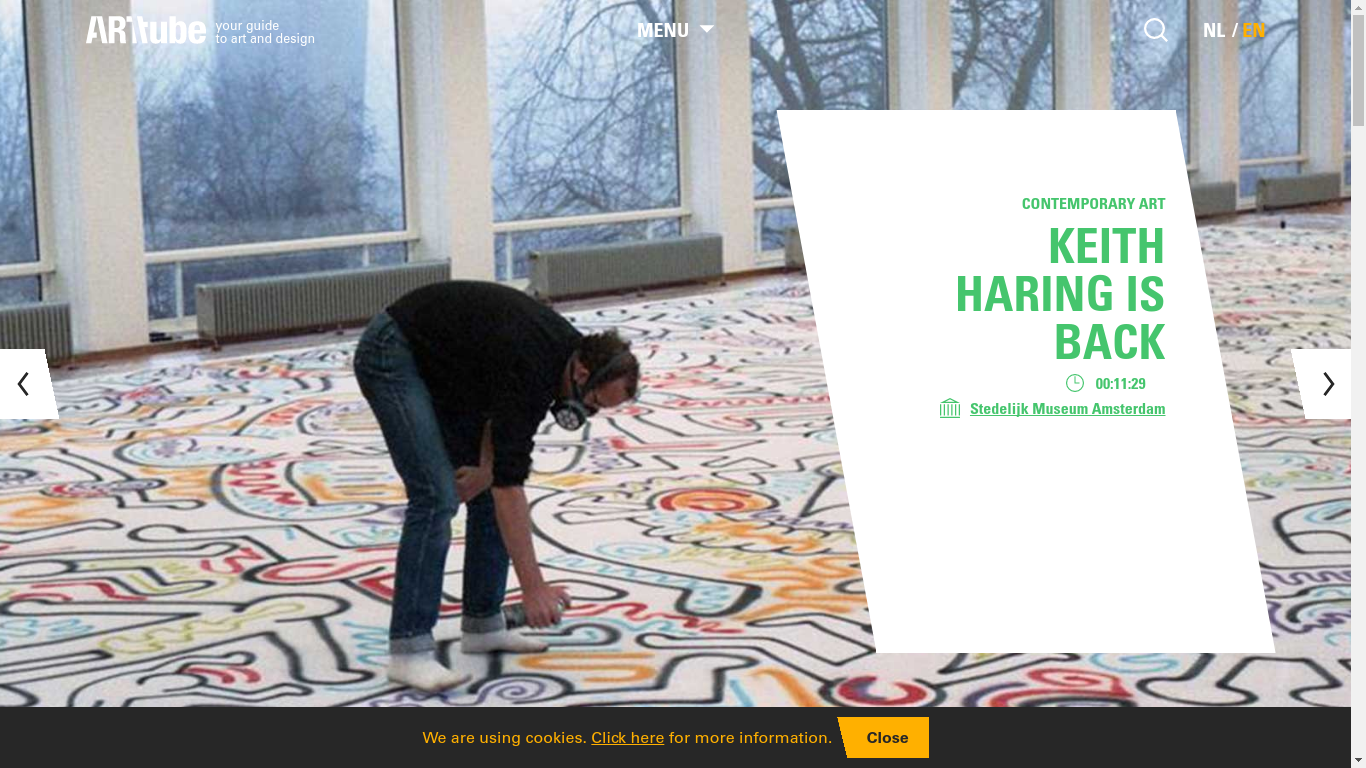 ARTtube
your guide
to art and design
MENU
NL / EN
CONTEMPORARY ART
KEITH
HARING IS
BACK
00:11:29
Stedelijk Museum Amsterdam
We are using cookies. Click here for more information.
Close